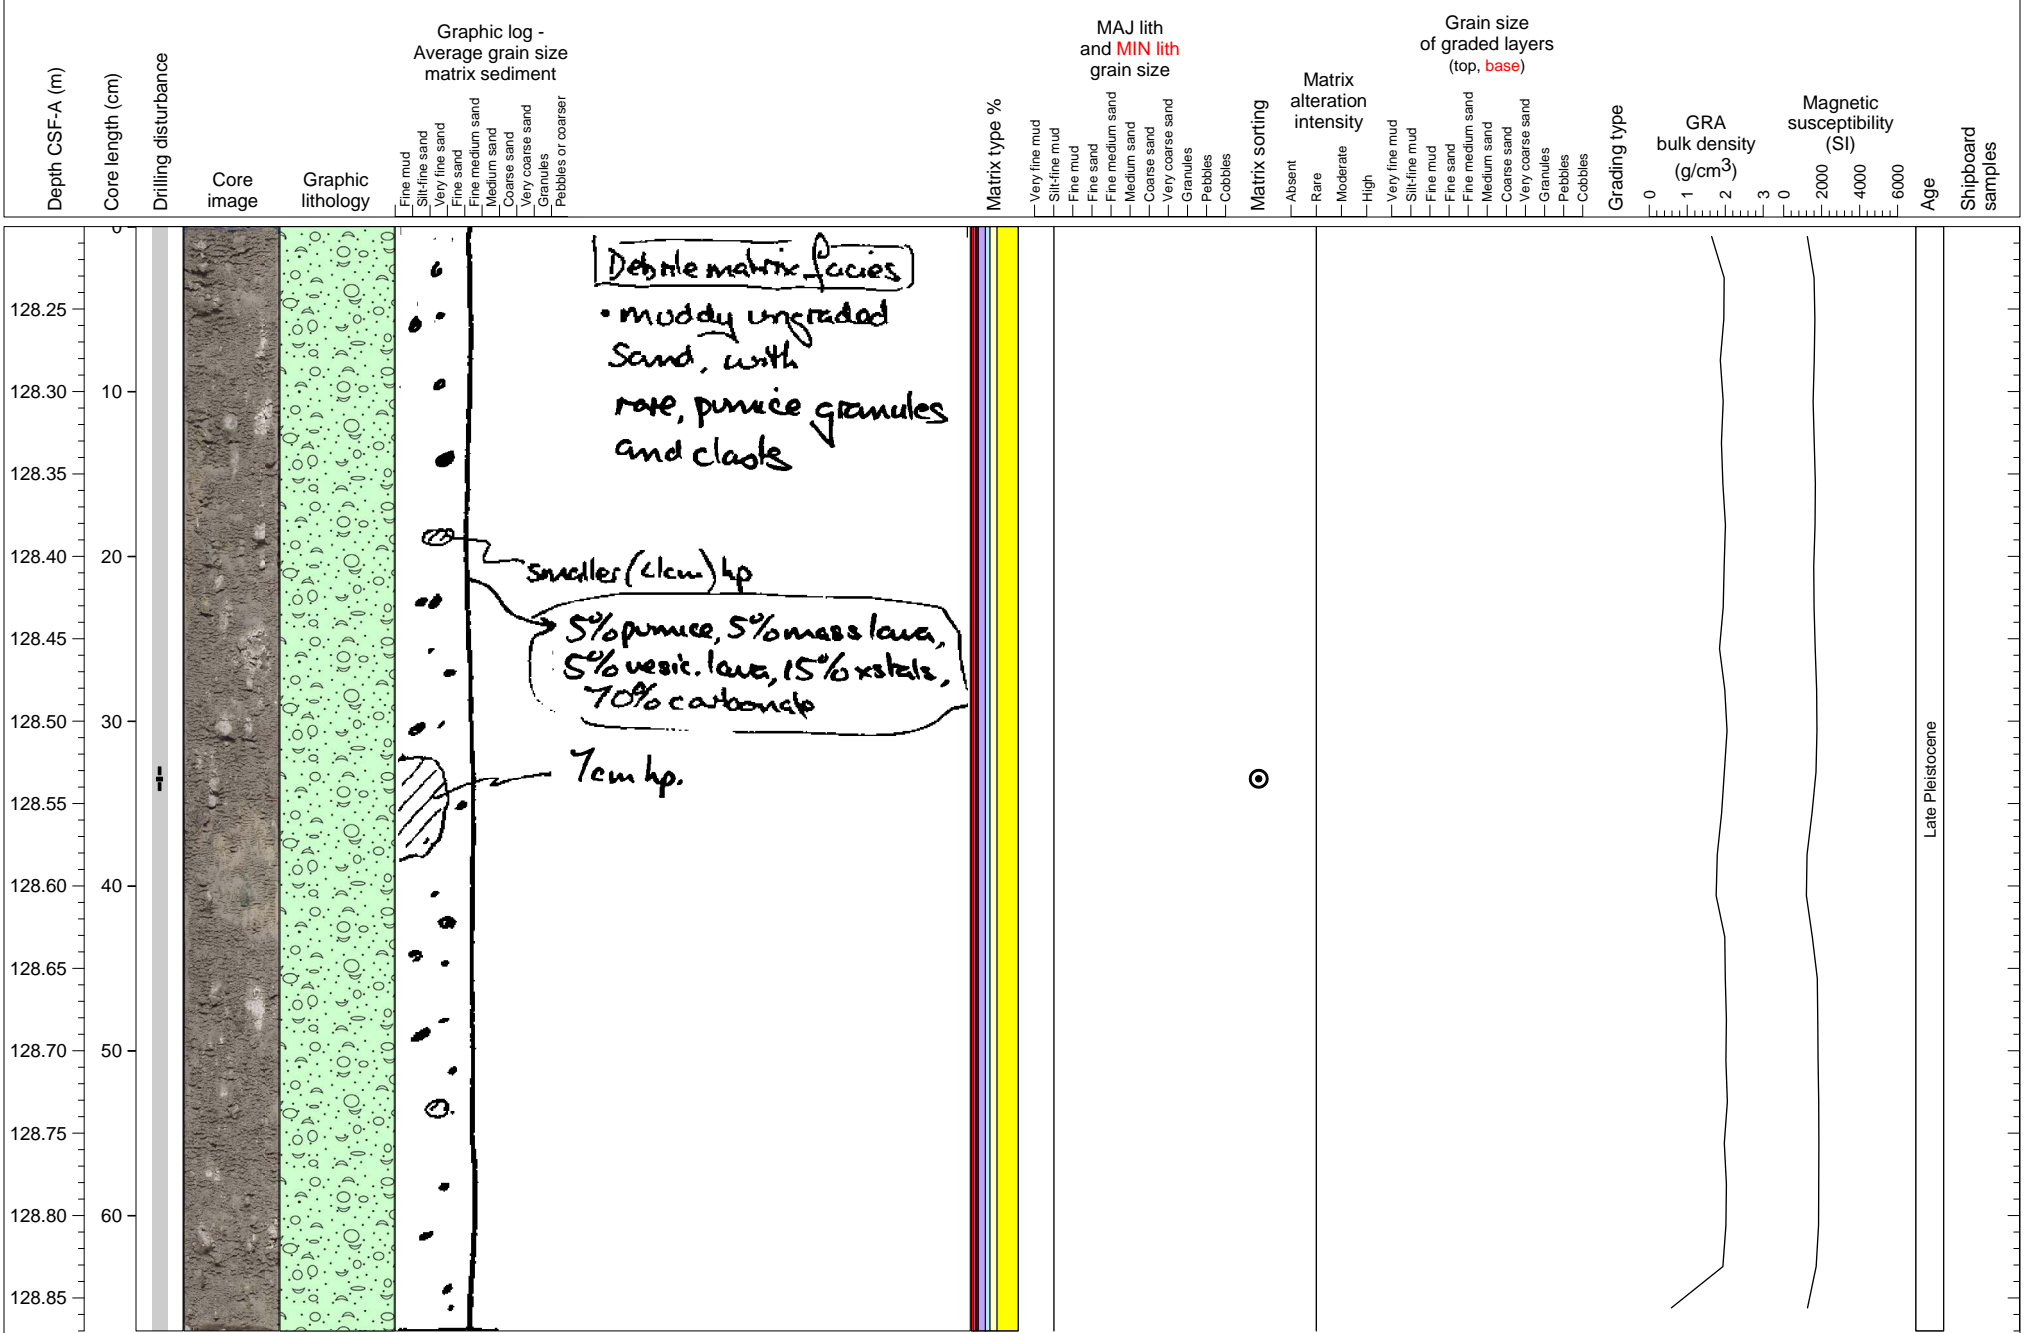 Depth CSF-A (m)
Core length (cm)
Drilling disturbance
Core
image
Graphic
lithology
Graphic log -
Average grain size
matrix sediment
Fine mud
Silt-fine sand
Very fine sand
Fine sand
Fine medium sand
Medium sand
Coarse sand
Very coarse sand
Granules
Pebbles or coarser
Matrix type %
MAJ lith
and MIN lith
grain size
Very fine mud
Silt-fine mud
Fine mud
Fine sand
Fine medium sand
Medium sand
Coarse sand
Very coarse sand
Granules
Pebbles
Cobbles
Matrix sorting
Matrix
alteration
intensity
Absent
Rare
Moderate
High
Grain size
of graded layers
(top, base)
Very fine mud
Silt-fine mud
Fine mud
Fine sand
Fine medium sand
Medium sand
Coarse sand
Very coarse sand
Granules
Pebbles
Cobbles
Grading type
GRA
bulk density
(g/cm3)
0 1 2 3
Magnetic
susceptibility
(SI)
0 2000 4000 6000
Age
Shipboard
samples
0
128.25
128.30
10
128.35
128.40
20
128.45
128.50
30
128.55
128.60
40
128.65
128.70
50
128.75
128.80
60
128.85
Debrite matrix facies
• muddy ungraded
Sand, with
rare, pumice granules
and clasts
smaller (<1cm) hp
5% pumice, 5% mass lava,
5% vesic. lava, 15% xstals,
70% carbonate
7cm hp.
Late Pleistocene